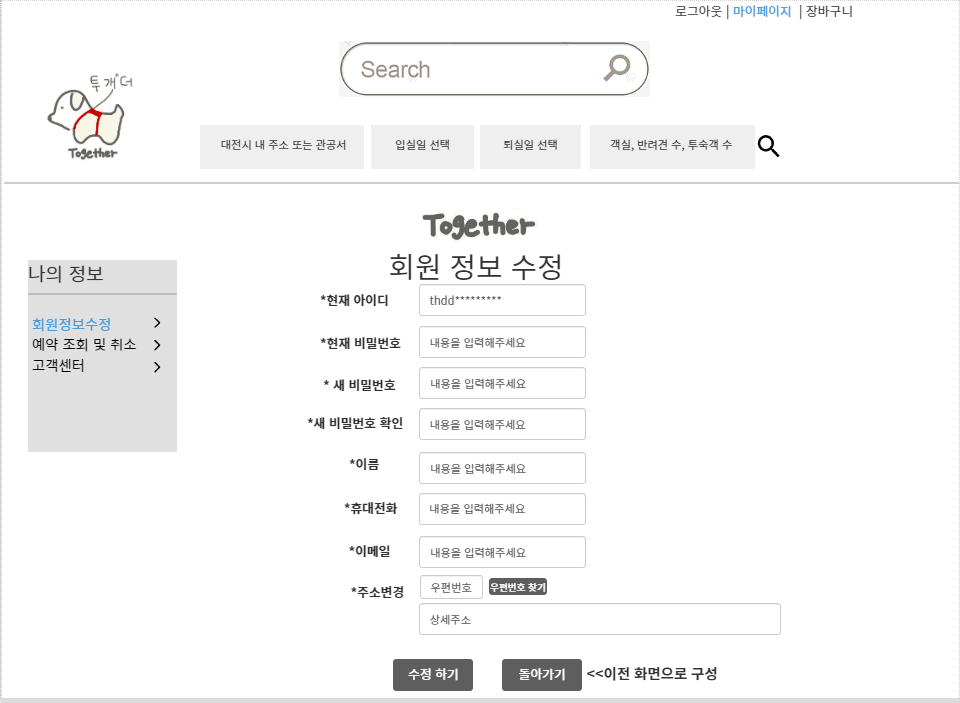 로그아웃 | 마이페이지 | 장바구니
Search
투개더
Together
대전시 내 주소 또는 관공서
입실일 선택
퇴실일 선택
객실, 반려견 수, 투숙객 수
Together
회원 정보 수정
나의 정보
회원정보수정
예약 조회 및 취소
고객센터
*현재 아이디
thdd*********
*현재 비밀번호
내용을 입력해주세요
* 새 비밀번호
내용을 입력해주세요
*새 비밀번호 확인
내용을 입력해주세요
*이름
내용을 입력해주세요
*휴대전화
내용을 입력해주세요
*이메일
내용을 입력해주세요
*주소변경
우편번호
우편번호 찾기
상세주소
수정 하기
돌아가기
<<이전 화면으로 구성